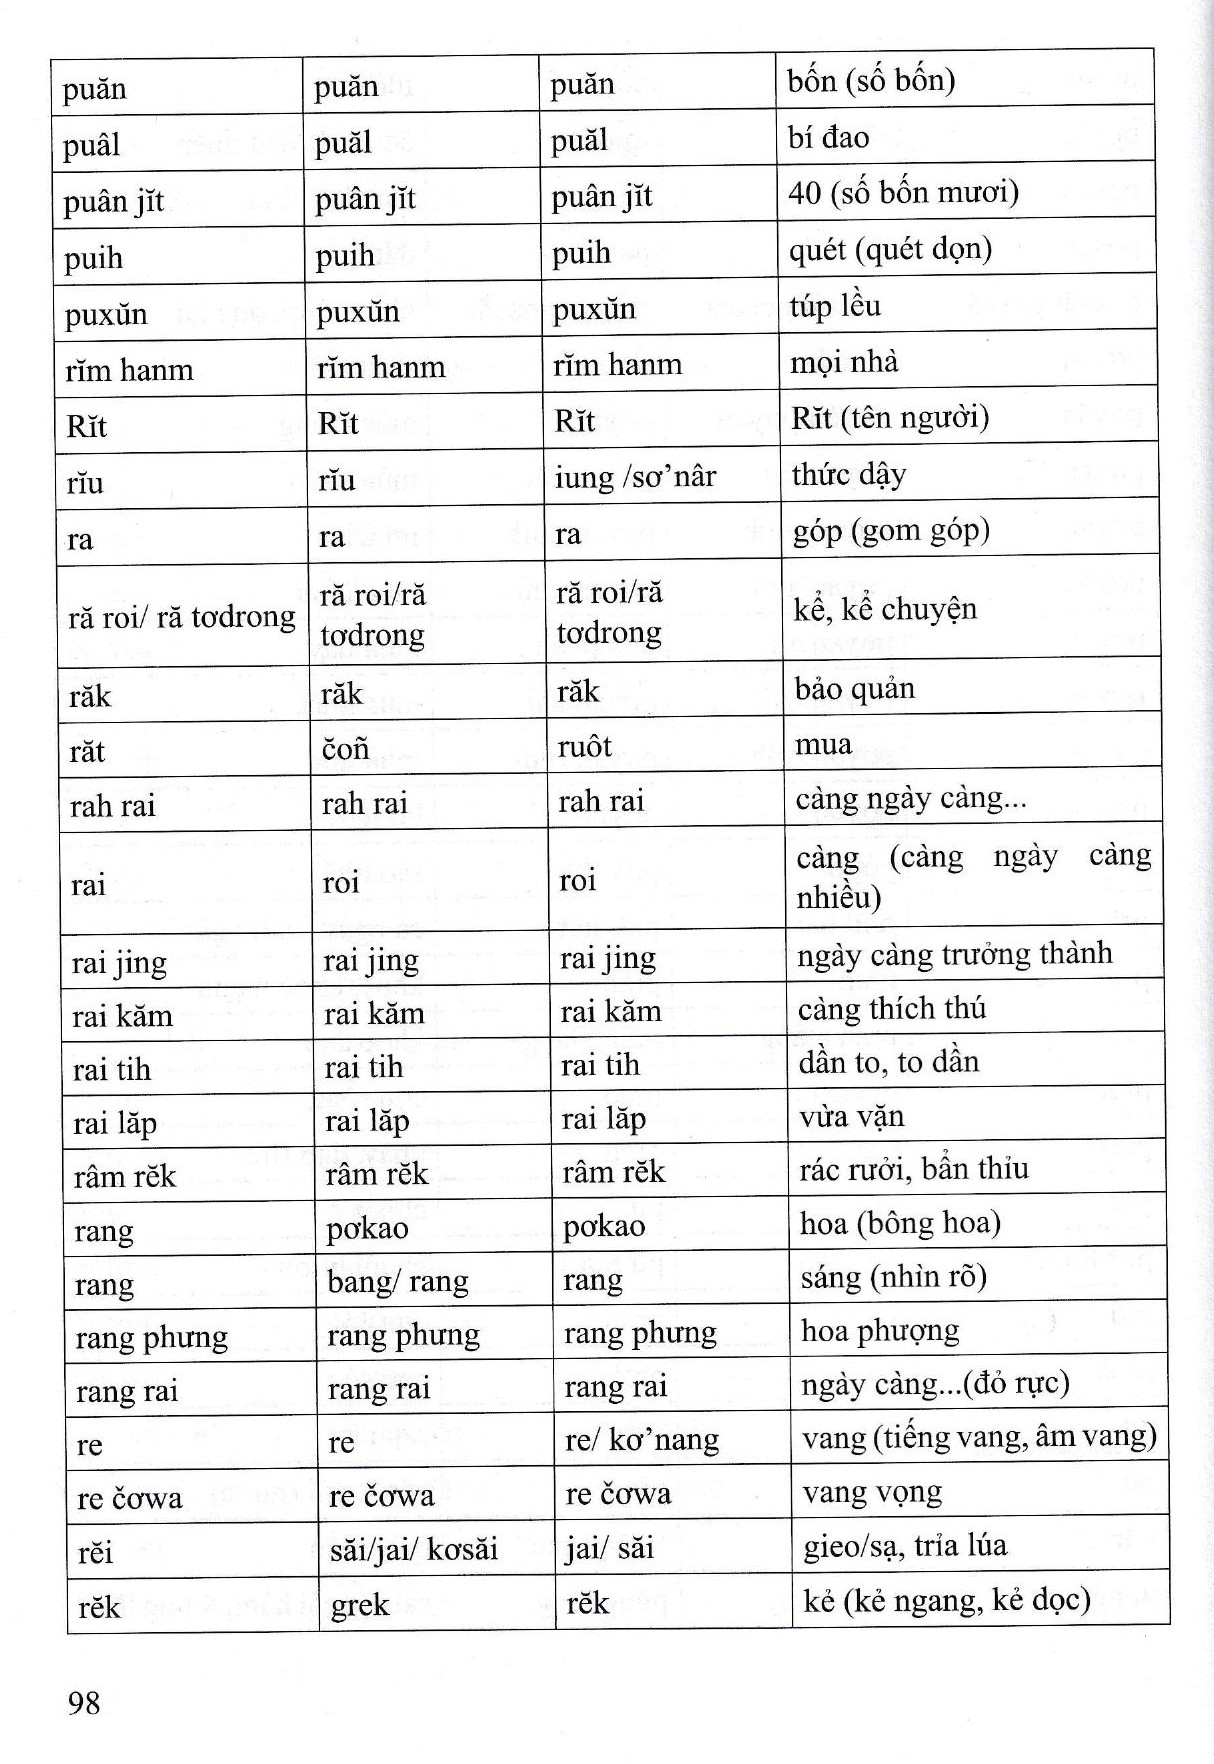 puăn puăn puăn bốn (số bốn)
puâl puăl puăl bí đao
puân jĭt puân jĭt puân jĭt 40 (số bốn mươi)
puih puih puih quét (quét dọn)
puxŭn puxŭn puxŭn túp lều
rĭm hanm rĭm hanm rĭm hanm mọi nhà
Rĭt Rĭt Rĭt Rĭt (tên người)
rĭu rĭu iung /sơ’nâr thức dậy
ra ra ra góp (gom góp)
ră roi/ ră tơdrong ră roi/ră tơdrong ră roi/ră tơdrong kể, kể chuyện
răk răk răk bảo quản
răt čoñ ruôt mua
rah rai rah rai rah rai càng ngày càng...
rai roi roi càng (càng ngày càng nhiều)
rai jing rai jing rai jing ngày càng trưởng thành
rai kăm rai kăm rai kăm càng thích thú
rai tih rai tih rai tih dần to, to dần
rai lăp rai lăp rai lăp vừa vặn
râm rĕk râm rĕk râm rĕk rác rưởi, bẩn thỉu
rang pơkao pơkao hoa (bông hoa)
rang bang/ rang rang sáng (nhìn rõ)
rang phưng rang phưng rang phưng hoa phượng
rang rai rang rai rang rai ngày càng...(đỏ rực)
re re re/ kơ’nang vang (tiếng vang, âm vang)
re čơwa re čơwa re čơwa vang vọng
rĕi săi/jai/ kơsăi jai/ săi gieo/sạ, trỉa lúa
rĕk grek rĕk kẻ (kẻ ngang, kẻ dọc)
98